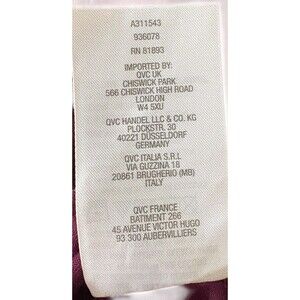 A311543
936078
RN 81893
IMPORTED BY:
QVC UK
CHISWICK PARK
566 CHISWICK HIGH ROAD
LONDON
W4 5XU
QVC HANDEL LLC & CO. KG
PLOCKSTR. 30
40221 DÜSSELDORF
GERMANY
QVC ITALIA S.R.L
VIA GUZZINA 18
20861 BRUGHERIO (MB)
ITALY
QVC FRANCE
BATIMENT 266
45 AVENUE VICTOR HUGO
93 300 AUBERVILLIERS